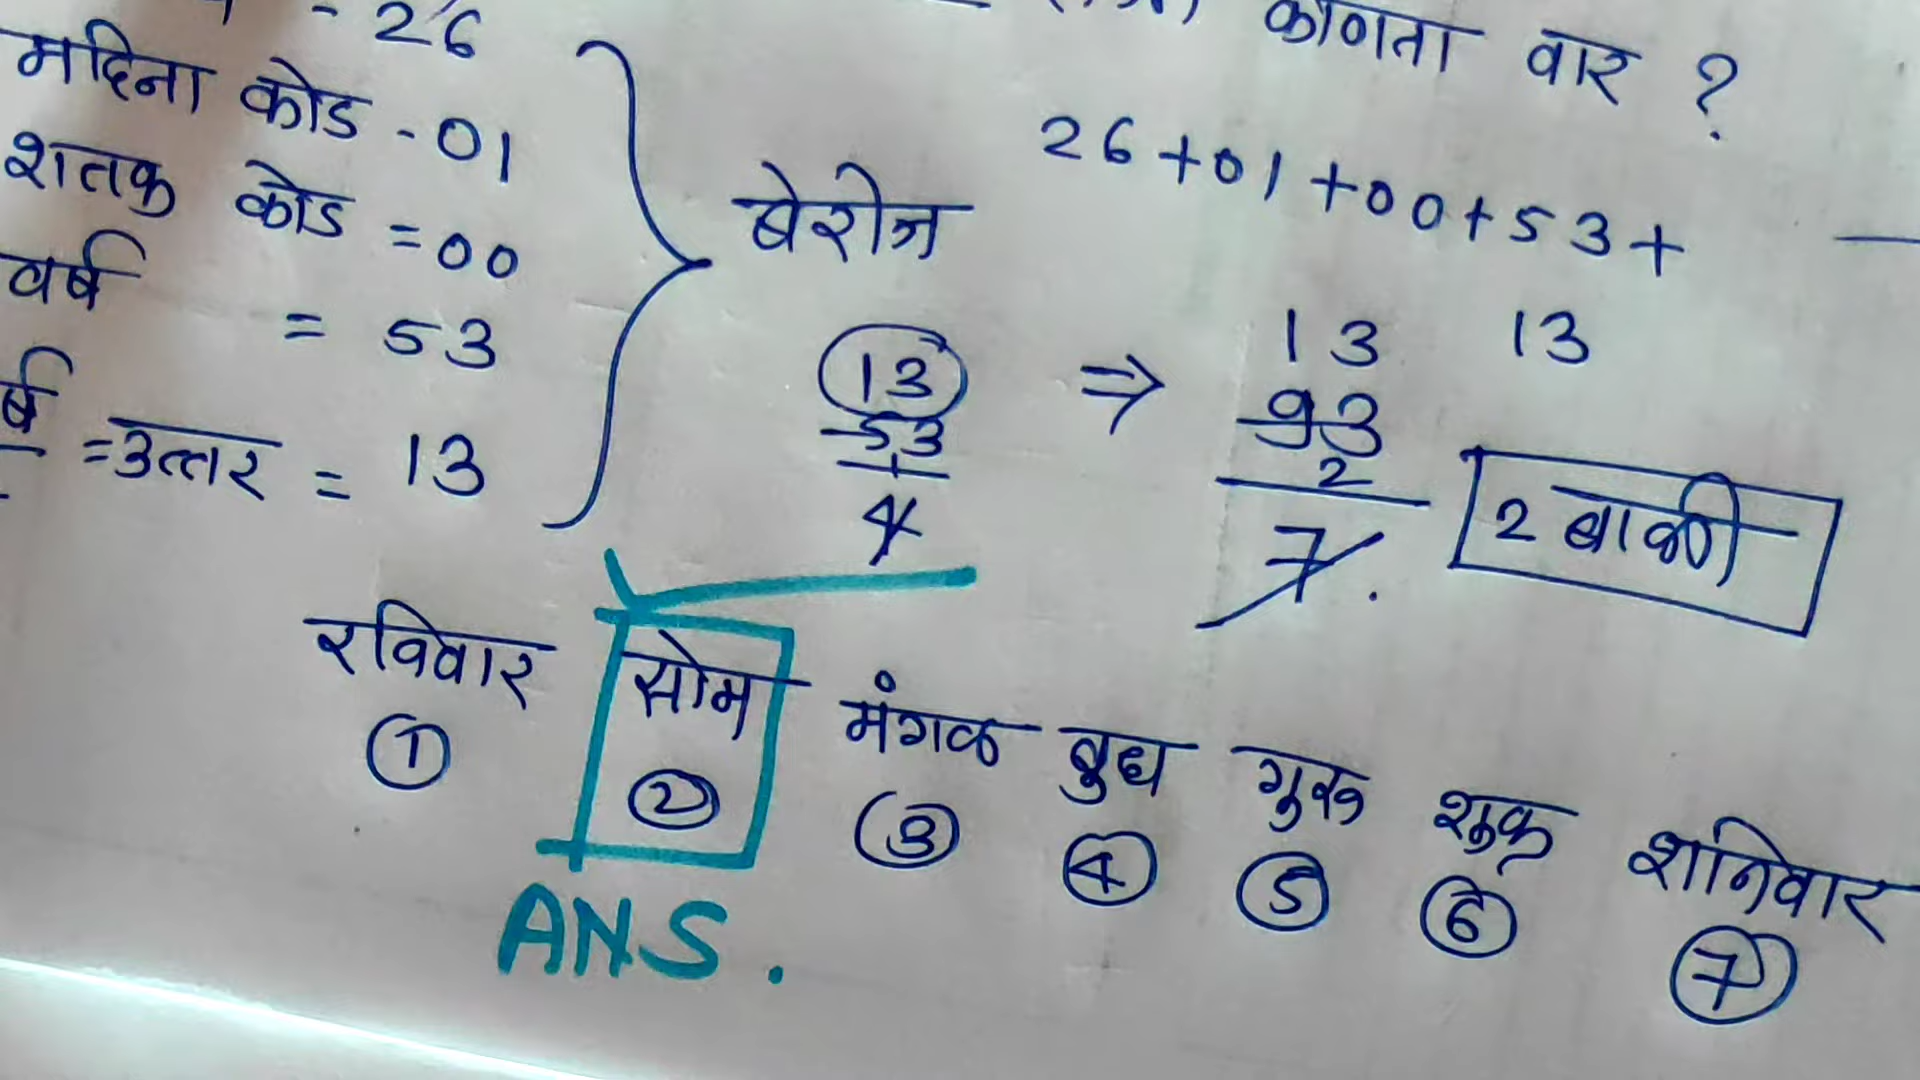 - 26
महिना कोड - 01
शतक कोड = 00
वर्ष = 53
र्ष = उत्तर = 13
बेरीज
13
53
4
कोणता वार ?
26+01+00+53+
13 13
⇒ 93
2
7
2 बाकी
रविवार सोम मंगळ बुध गुरु शुक्र शनिवार
1 2 3 4 5 6 7
ANS.